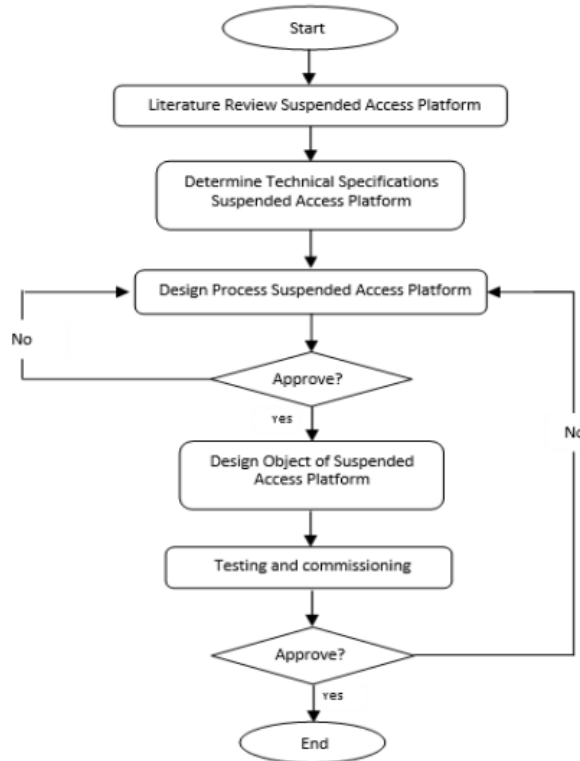 Start
Literature Review Suspended Access Platform
Determine Technical Specifications
Suspended Access Platform
Design Process Suspended Access Platform
No
Approve?
Yes
No
Design Object of Suspended
Access Platform
Testing and commissioning
Approve?
Yes
End